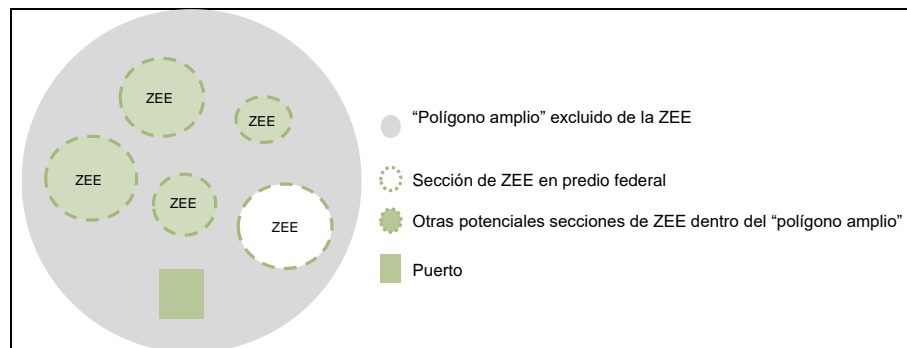 ZEE
ZEE
ZEE
ZEE
ZEE
“Polígono amplio” excluido de la ZEE
Sección de ZEE en predio federal
Otras potenciales secciones de ZEE dentro del “polígono amplio”
Puerto